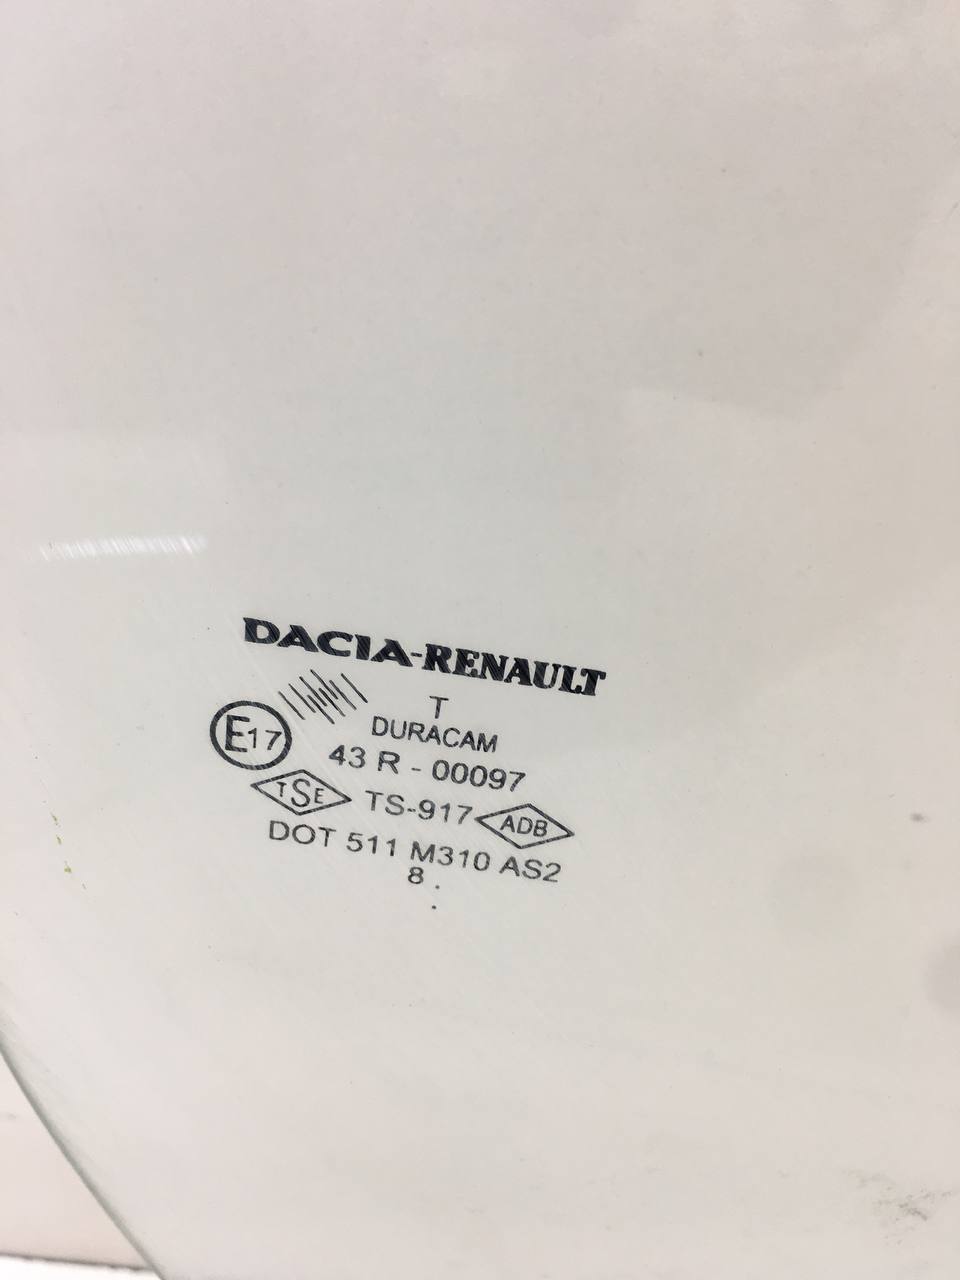 DACIA-RENAULT
T
DURACAM
E17 43 R - 00097
TSE TS-917 ADB
DOT 511 M310 AS2
8 .
.